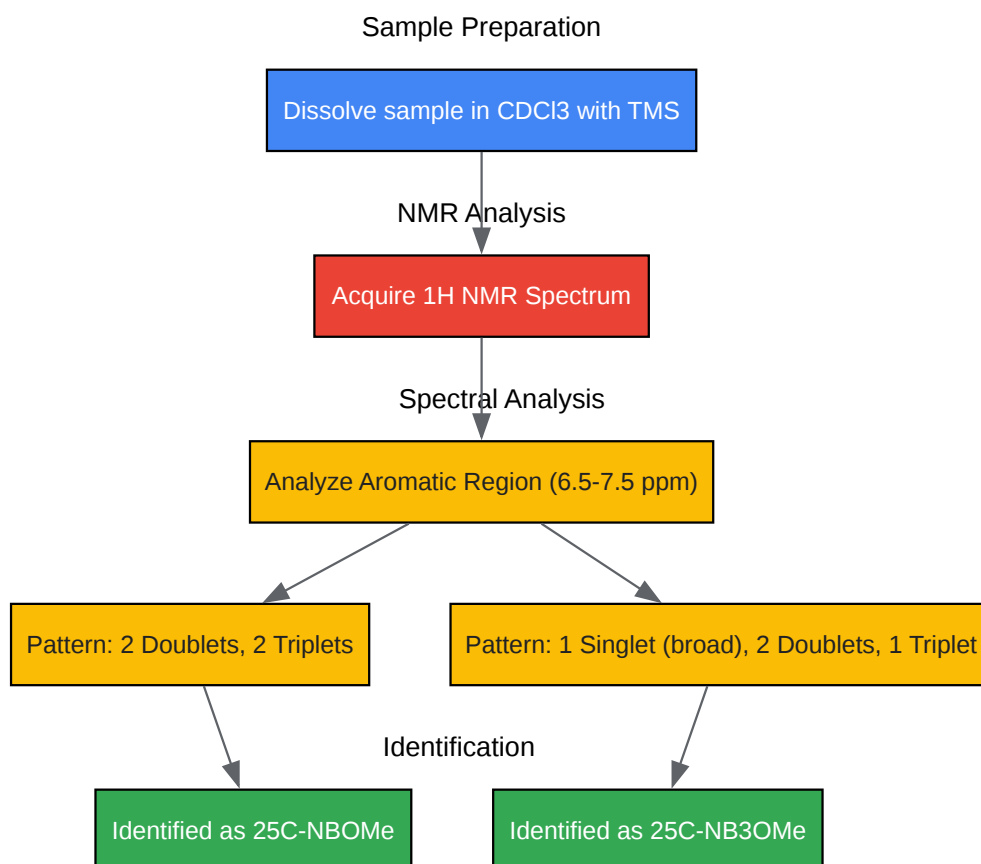 Sample Preparation
Dissolve sample in CDCl3 with TMS
NMR Analysis
Acquire 1H NMR Spectrum
Spectral Analysis
Analyze Aromatic Region (6.5-7.5 ppm)
Pattern: 2 Doublets, 2 Triplets
Pattern: 1 Singlet (broad), 2 Doublets, 1 Triplet
Identification
Identified as 25C-NBOMe
Identified as 25C-NB3OMe